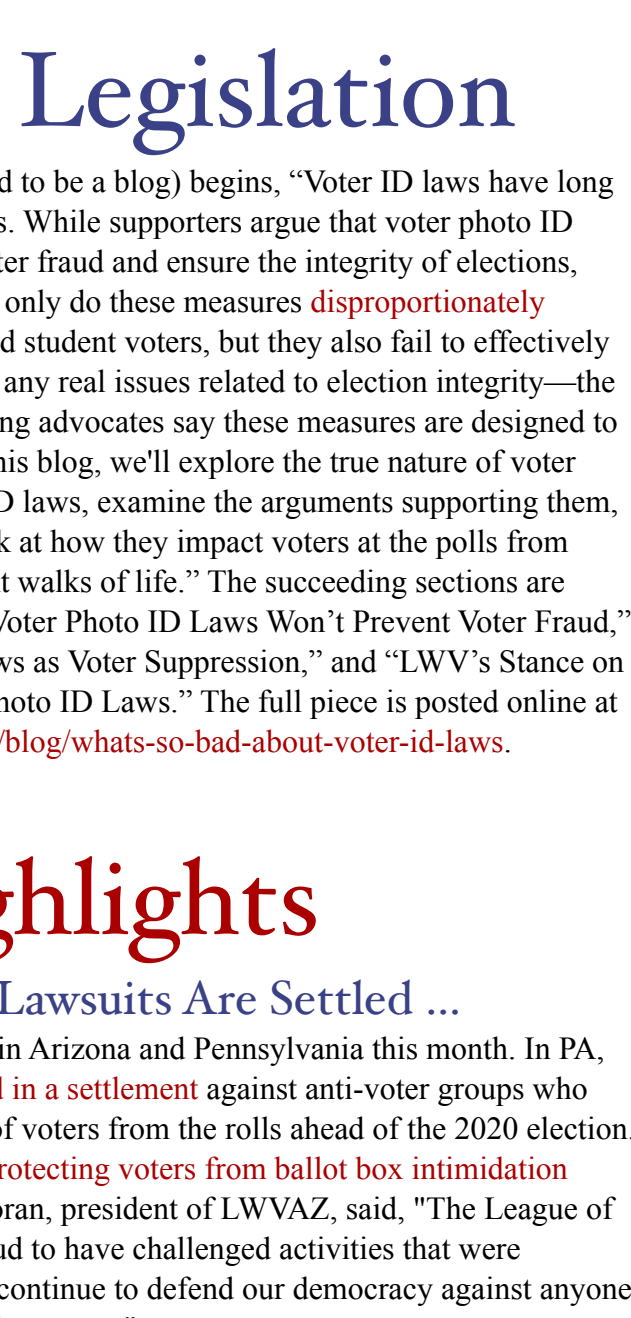 Legislation
d to be a blog) begins, “Voter ID laws have long
s. While supporters argue that voter photo ID
ter fraud and ensure the integrity of elections,
only do these measures disproportionately
d student voters, but they also fail to effectively
any real issues related to election integrity—the
ng advocates say these measures are designed to
his blog, we'll explore the true nature of voter
D laws, examine the arguments supporting them,
k at how they impact voters at the polls from
t walks of life.” The succeeding sections are
Voter Photo ID Laws Won’t Prevent Voter Fraud,”
ws as Voter Suppression,” and “LWV’s Stance on
hoto ID Laws.” The full piece is posted online at
/blog/whats-so-bad-about-voter-id-laws.
ghlights
Lawsuits Are Settled ...
in Arizona and Pennsylvania this month. In PA,
d in a settlement against anti-voter groups who
of voters from the rolls ahead of the 2020 election.
rotecting voters from ballot box intimidation
oran, president of LWVAZ, said, "The League of
ud to have challenged activities that were
continue to defend our democracy against anyone